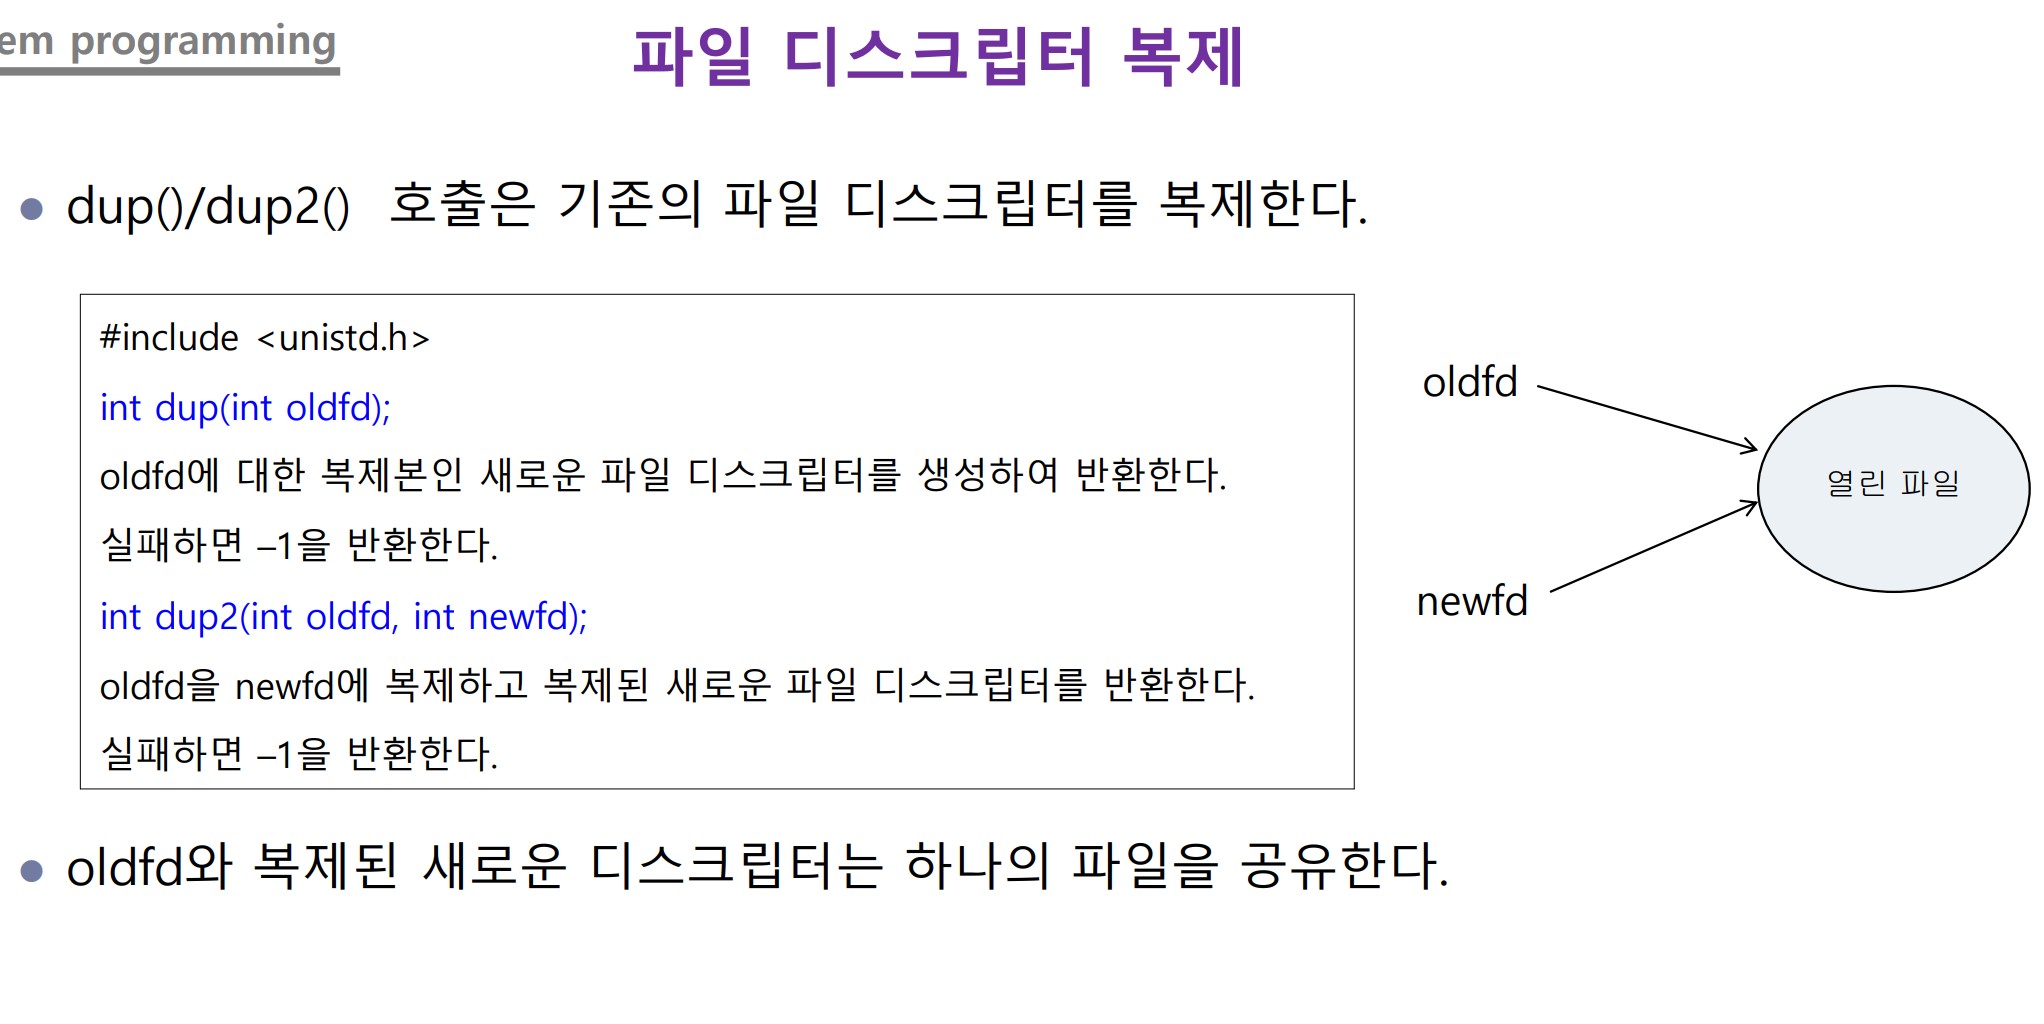 em programming
파일 디스크립터 복제
dup()/dup2() 호출은 기존의 파일 디스크립터를 복제한다.
#include <unistd.h>
int dup(int oldfd);
oldfd에 대한 복제본인 새로운 파일 디스크립터를 생성하여 반환한다.
실패하면 –1을 반환한다.
int dup2(int oldfd, int newfd);
oldfd을 newfd에 복제하고 복제된 새로운 파일 디스크립터를 반환한다.
실패하면 –1을 반환한다.
oldfd
열린 파일
newfd
oldfd와 복제된 새로운 디스크립터는 하나의 파일을 공유한다.